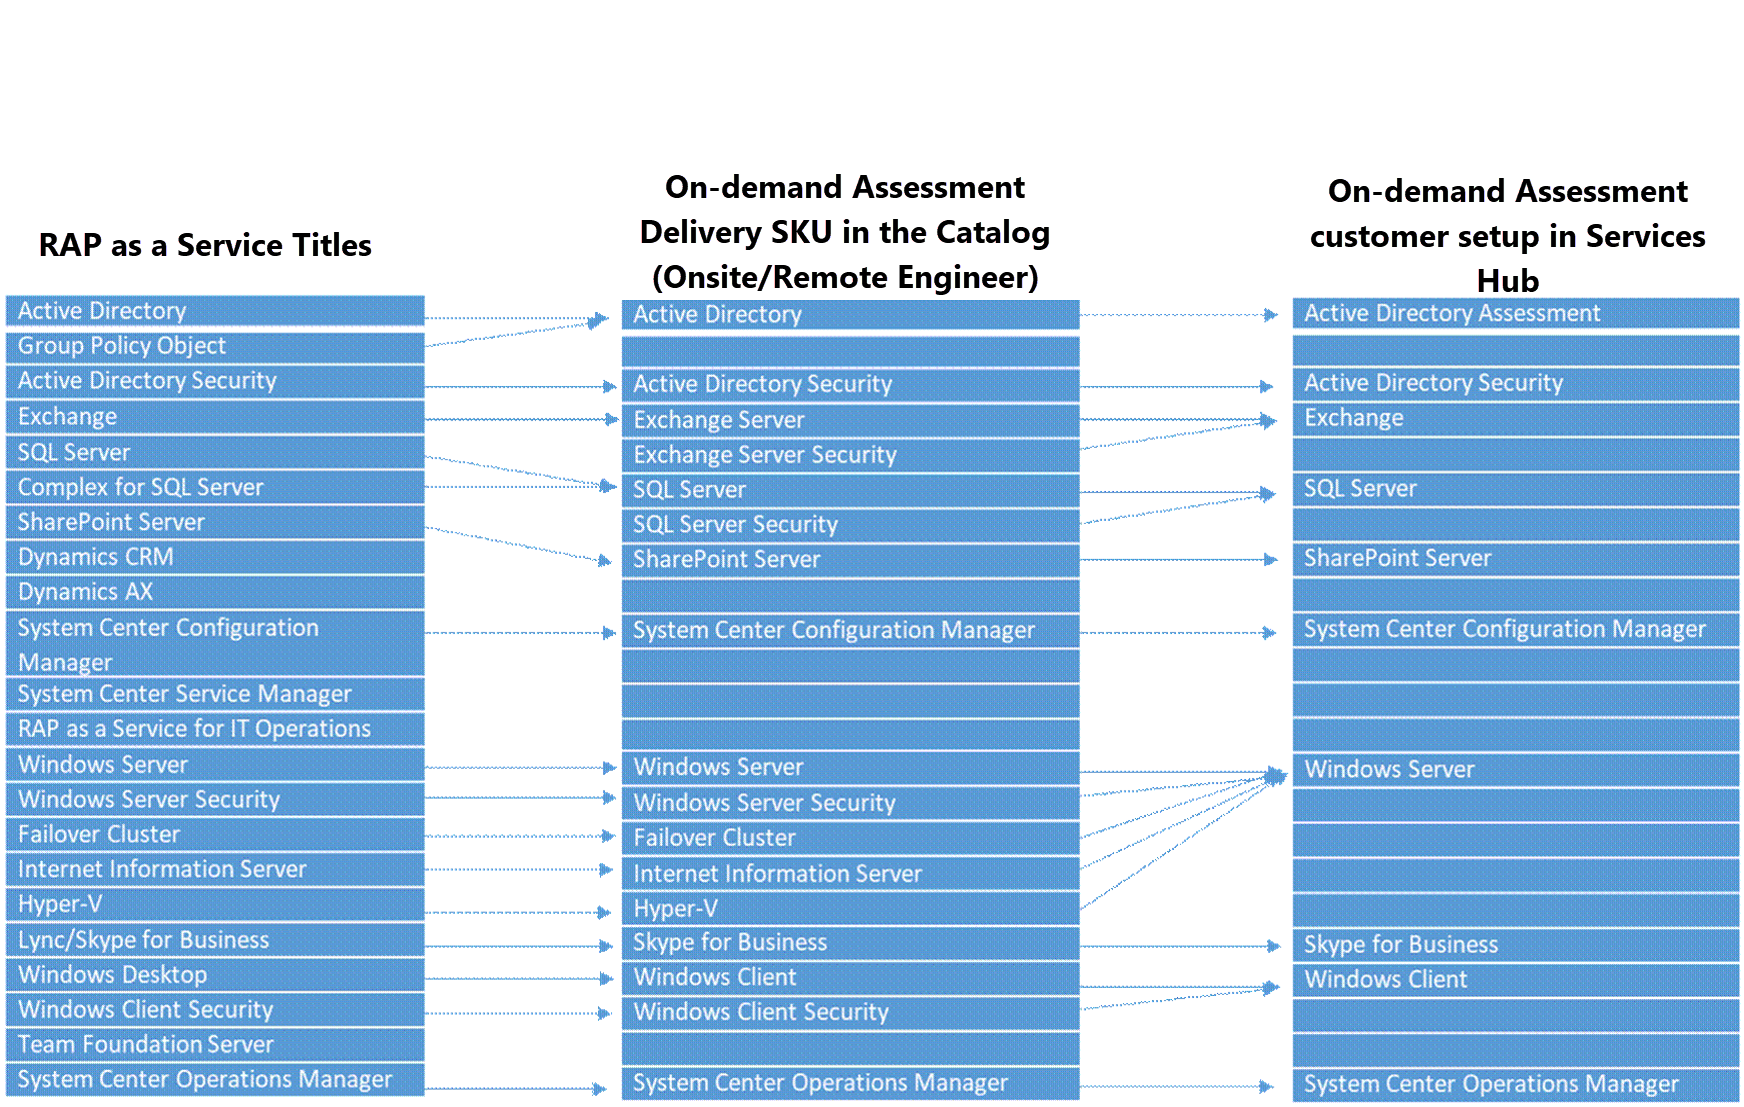 RAP as a Service Titles
Active Directory
Group Policy Object
Active Directory Security
Exchange
SQL Server
Complex for SQL Server
SharePoint Server
Dynamics CRM
Dynamics AX
System Center Configuration
Manager
System Center Service Manager
RAP as a Service for IT Operations
Windows Server
Windows Server Security
Failover Cluster
Internet Information Server
Hyper-V
Lync/Skype for Business
Windows Desktop
Windows Client Security
Team Foundation Server
System Center Operations Manager
On-demand Assessment
Delivery SKU in the Catalog
(Onsite/Remote Engineer)
Active Directory
Active Directory Security
Exchange Server
Exchange Server Security
SQL Server
SQL Server Security
SharePoint Server
System Center Configuration Manager
Windows Server
Windows Server Security
Failover Cluster
Internet Information Server
Hyper-V
Skype for Business
Windows Client
Windows Client Security
System Center Operations Manager
On-demand Assessment
customer setup in Services
Hub
Active Directory Assessment
Active Directory Security
Exchange
SQL Server
SharePoint Server
System Center Configuration Manager
Windows Server
Skype for Business
Windows Client
System Center Operations Manager